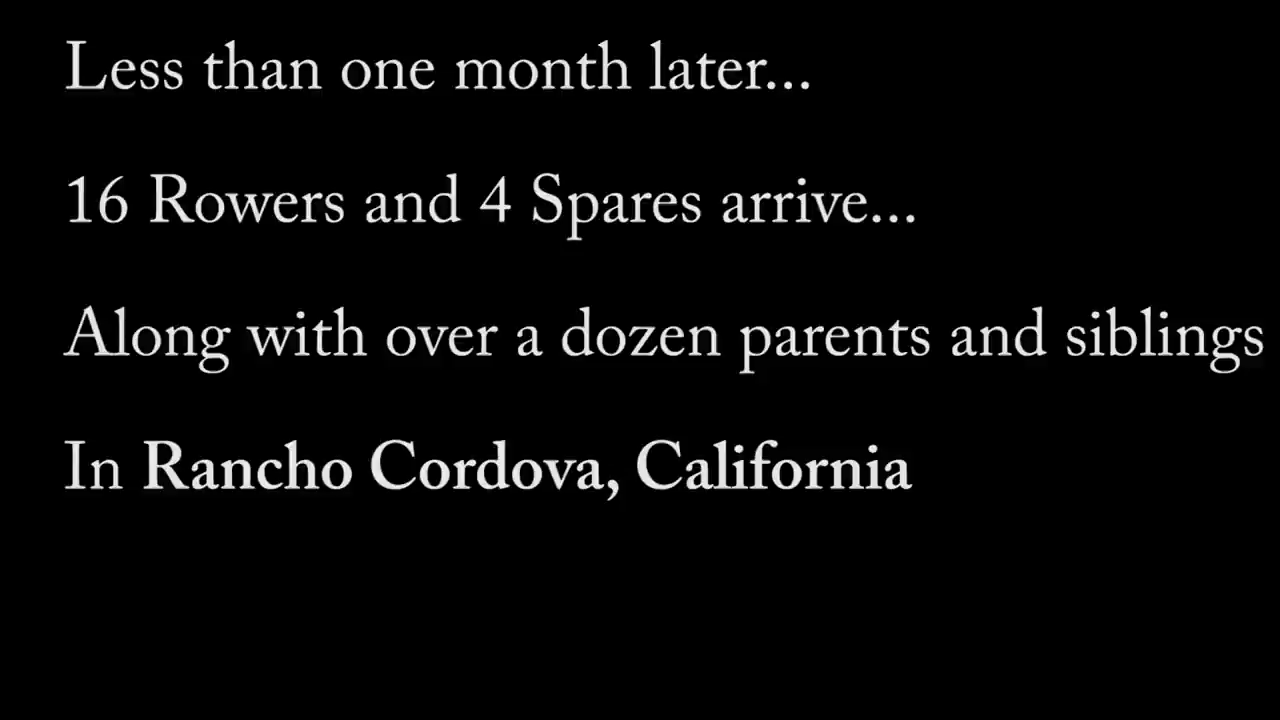 Less than one month later...
16 Rowers and 4 Spares arrive...
Along with over a dozen parents and siblings
In Rancho Cordova, California